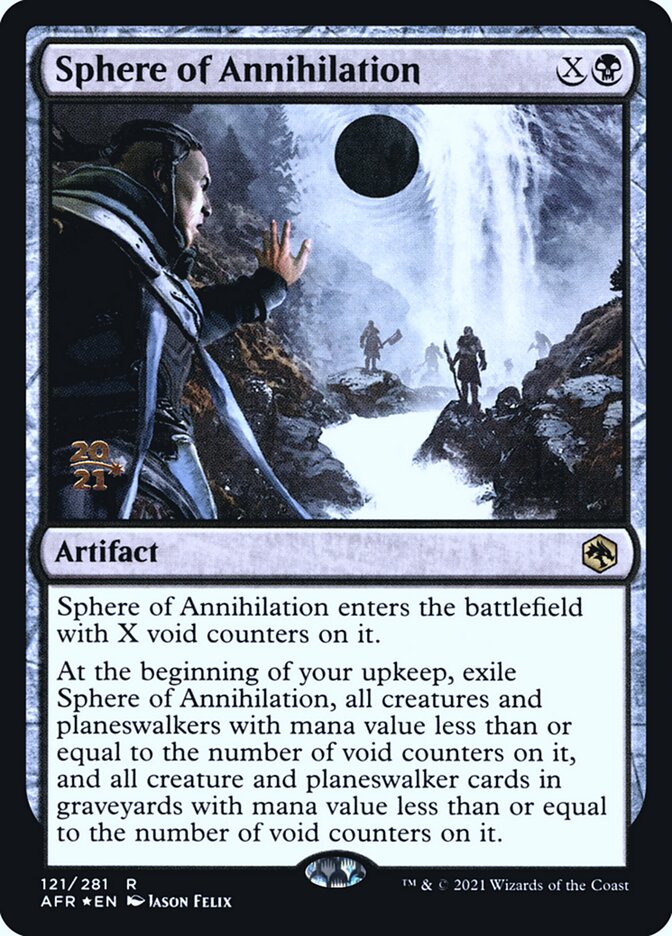 Sphere of Annihilation X
20
21
Artifact
Sphere of Annihilation enters the battlefield
with X void counters on it.
At the beginning of your upkeep, exile
Sphere of Annihilation, all creatures and
planeswalkers with mana value less than or
equal to the number of void counters on it,
and all creature and planeswalker cards in
graveyards with mana value less than or equal
to the number of void counters on it.
121/281 R
AFR ★ EN Jason Felix
™ & © 2021 Wizards of the Coast